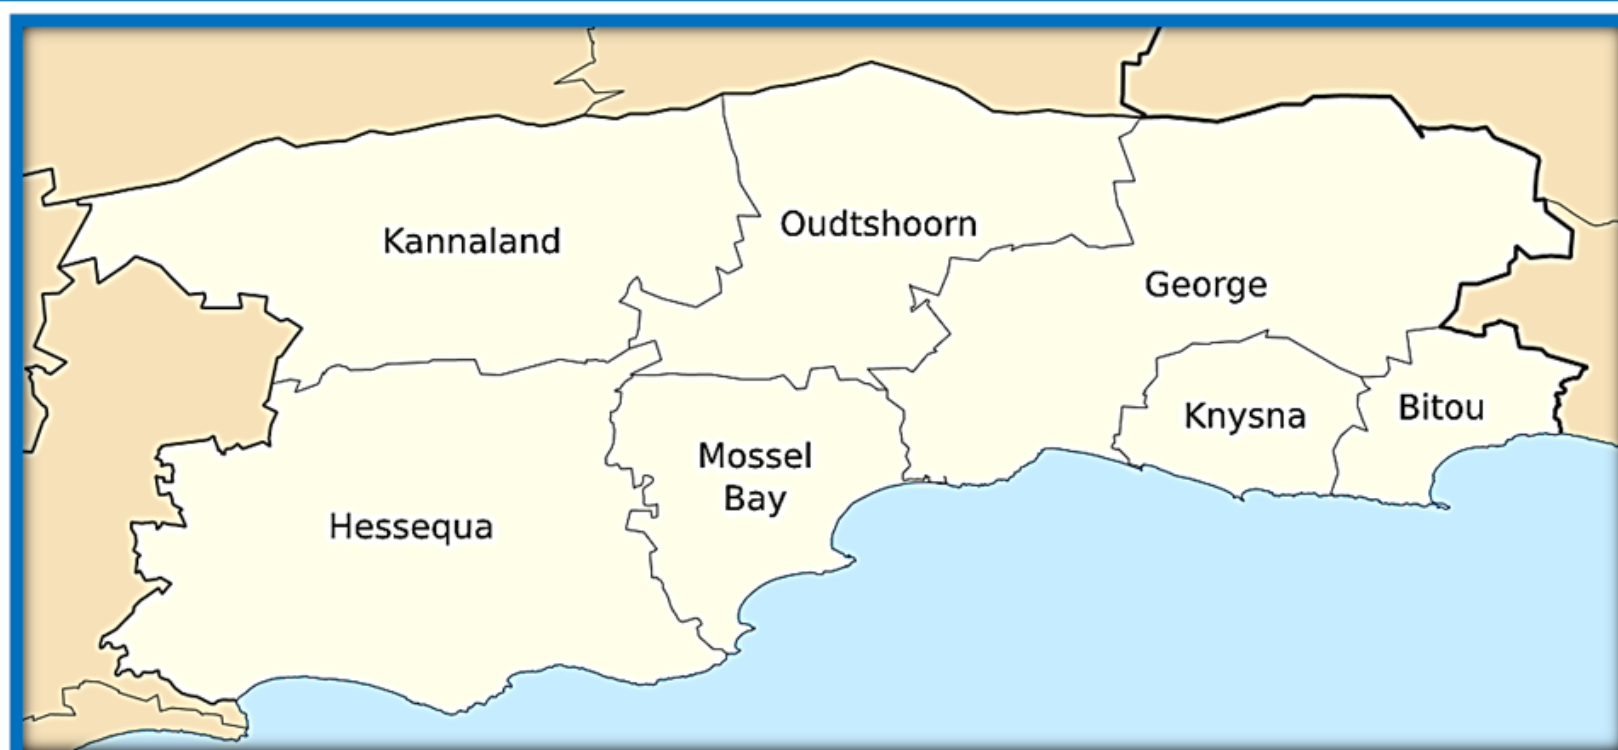 Kannaland
Oudtshoorn
George
Knysna
Bitou
Mossel
Bay
Hessequa